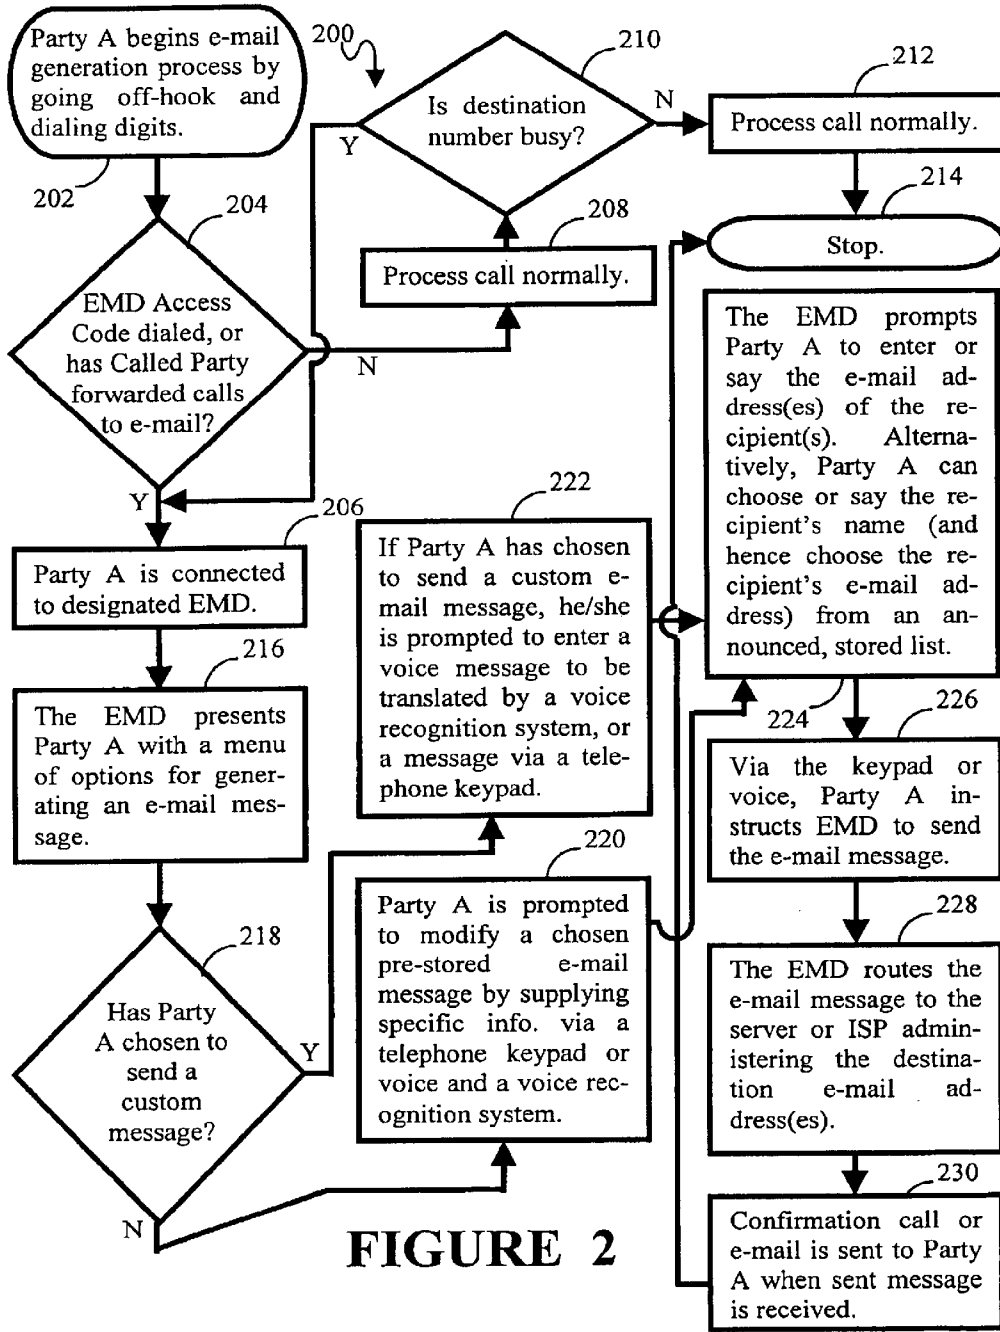 Party A begins e-mail
generation process by
going off-hook and
dialing digits.
202
204
EMD Access
Code dialed, or
has Called Party
forwarded calls
to e-mail?
N
Y
200
210
Is destination
number busy?
N
Y
208
Process call normally.
212
Process call normally.
214
Stop.
206
Party A is connected
to designated EMD.
216
The EMD presents
Party A with a menu
of options for gener-
ating an e-mail mes-
sage.
218
Has Party
A chosen to
send a
custom
message?
Y
N
222
If Party A has chosen
to send a custom e-
mail message, he/she
is prompted to enter a
voice message to be
translated by a voice
recognition system, or
a message via a tele-
phone keypad.
220
Party A is prompted
to modify a chosen
pre-stored e-mail
message by supplying
specific info. via a
telephone keypad or
voice and a voice rec-
ognition system.
The EMD prompts
Party A to enter or
say the e-mail ad-
dress(es) of the re-
cipient(s). Alterna-
tively, Party A can
choose or say the re-
cipient's name (and
hence choose the re-
cipient's e-mail ad-
dress) from an an-
nounced, stored list.
224
226
Via the keypad or
voice, Party A in-
structs EMD to send
the e-mail message.
228
The EMD routes the
e-mail message to the
server or ISP admin-
istering the destina-
tion e-mail ad-
dress(es).
230
Confirmation call or
e-mail is sent to Party
A when sent message
is received.
FIGURE 2